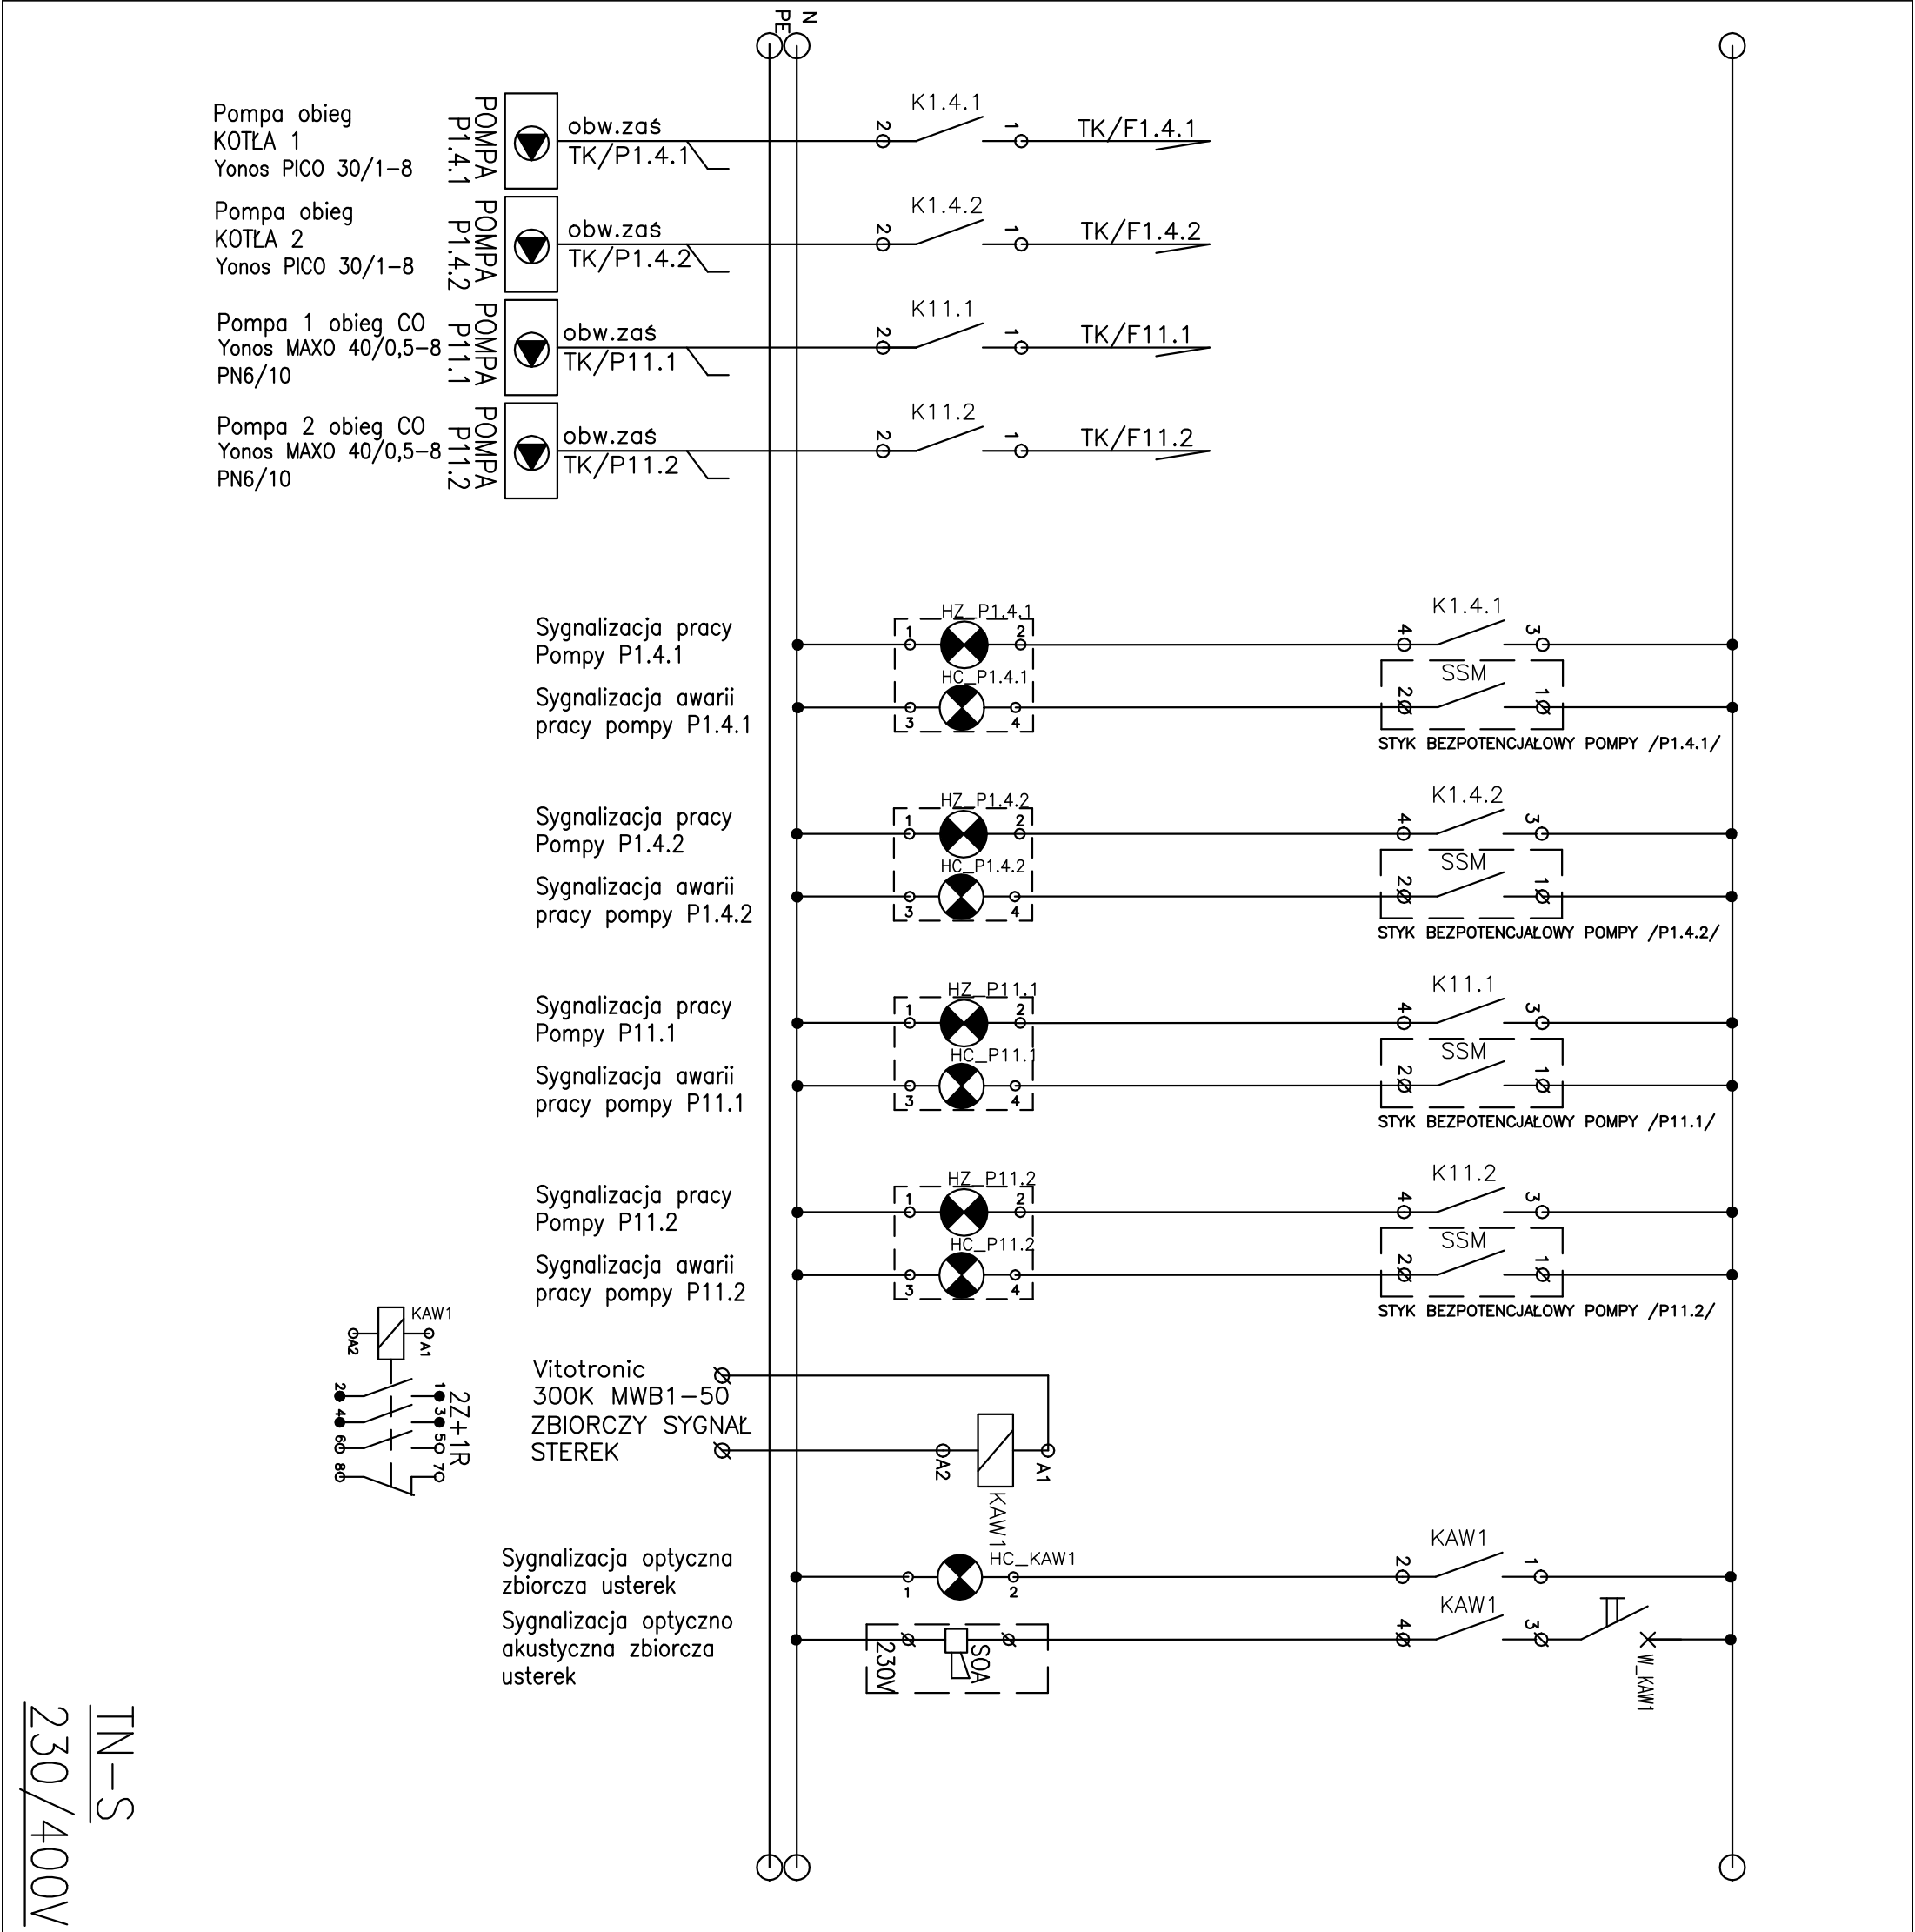 N
PE
Pompa obieg
KOTŁA 1
Yonos PICO 30/1-8
POMPA
P1.4.1
obw.zaś
TK/P1.4.1
K1.4.1
2
1
TK/F1.4.1
Pompa obieg
KOTŁA 2
Yonos PICO 30/1-8
POMPA
P1.4.2
obw.zaś
TK/P1.4.2
K1.4.2
2
1
TK/F1.4.2
Pompa 1 obieg CO
Yonos MAXO 40/0,5-8
PN6/10
POMPA
P11.1
obw.zaś
TK/P11.1
K11.1
2
1
TK/F11.1
Pompa 2 obieg CO
Yonos MAXO 40/0,5-8
PN6/10
POMPA
P11.2
obw.zaś
TK/P11.2
K11.2
2
1
TK/F11.2
Sygnalizacja pracy
Pompy P1.4.1
HZ_P1.4.1
1
2
K1.4.1
4
3
Sygnalizacja awarii
pracy pompy P1.4.1
HC_P1.4.1
3
4
SSM
2
1
STYK BEZPOTENCJAŁOWY POMPY /P1.4.1/
Sygnalizacja pracy
Pompy P1.4.2
HZ_P1.4.2
1
2
K1.4.2
4
3
Sygnalizacja awarii
pracy pompy P1.4.2
HC_P1.4.2
3
4
SSM
2
1
STYK BEZPOTENCJAŁOWY POMPY /P1.4.2/
Sygnalizacja pracy
Pompy P11.1
HZ_P11.1
1
2
K11.1
4
3
Sygnalizacja awarii
pracy pompy P11.1
HC_P11.1
3
4
SSM
2
1
STYK BEZPOTENCJAŁOWY POMPY /P11.1/
Sygnalizacja pracy
Pompy P11.2
HZ_P11.2
1
2
K11.2
4
3
Sygnalizacja awarii
pracy pompy P11.2
HC_P11.2
3
4
SSM
2
1
STYK BEZPOTENCJAŁOWY POMPY /P11.2/
KAW1
A2
A1
2
1
4
3
6
5
8
7
2Z+1R
Vitotronic
300K MWB1-50
ZBIORCZY SYGNAŁ
STEREK
A2
A1
KAW1
Sygnalizacja optyczna
zbiorcza usterek
HC_KAW1
1
2
KAW1
2
1
Sygnalizacja optyczno
akustyczna zbiorcza
usterek
230V
SOA
KAW1
4
3
W_KAW1
TN-S
230/400V